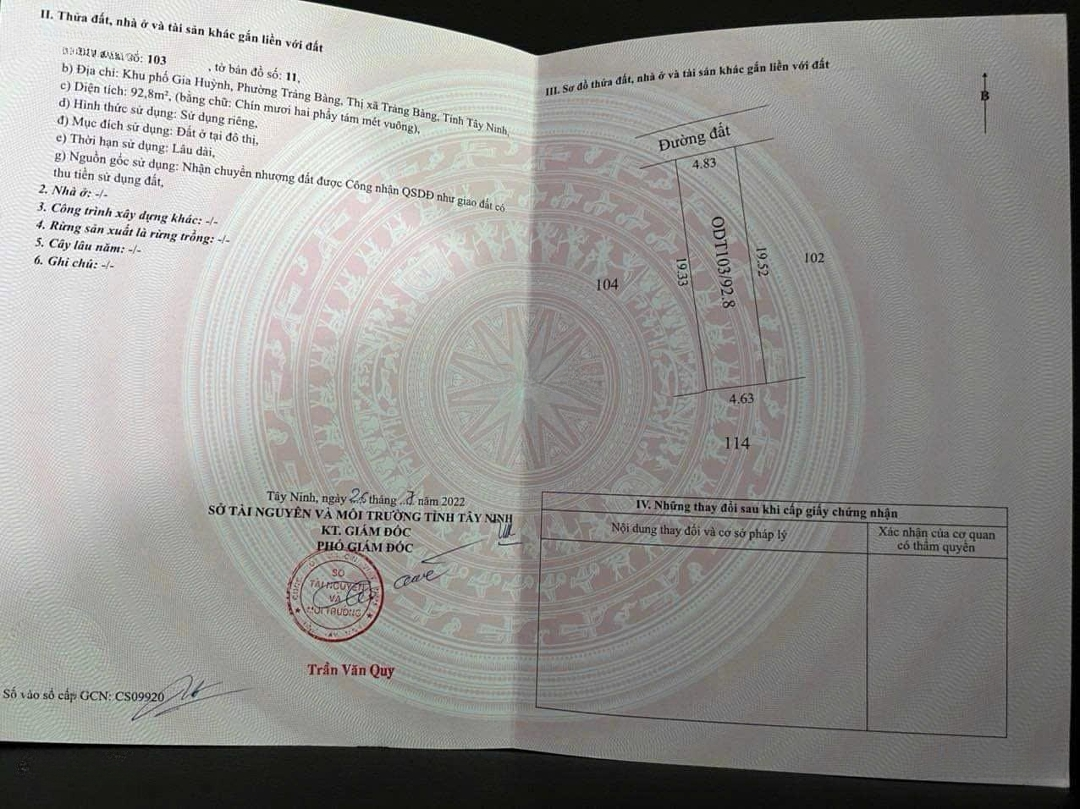 II. Thửa đất, nhà ở và tài sản khác gắn liền với đất
số: 103 , tờ bản đồ số: 11,
b) Địa chỉ: Khu phố Gia Huỳnh, Phường Trảng Bàng, Thị xã Trảng Bàng, Tỉnh Tây Ninh,
c) Diện tích: 92,8m², (bằng chữ: Chín mươi hai phẩy tám mét vuông),
d) Hình thức sử dụng: Sử dụng riêng,
đ) Mục đích sử dụng: Đất ở tại đô thị,
e) Thời hạn sử dụng: Lâu dài,
g) Nguồn gốc sử dụng: Nhận chuyển nhượng đất được Công nhận QSDĐ như giao đất có
thu tiền sử dụng đất,
2. Nhà ở: -/-
3. Công trình xây dựng khác: -/-
4. Rừng sản xuất là rừng trồng: -/-
5. Cây lâu năm: -/-
6. Ghi chú: -/-
Tây Ninh, ngày 26 tháng 7 năm 2022
SỞ TÀI NGUYÊN VÀ MÔI TRƯỜNG TỈNH TÂY NINH
KT. GIÁM ĐỐC
PHÓ GIÁM ĐỐC
SỞ
TÀI NGUYÊN
VÀ
MÔI TRƯỜNG
Trần Văn Quy
Số vào sổ cấp GCN: CS09920
III. Sơ đồ thửa đất, nhà ở và tài sản khác gắn liền với đất
B
Đường đất
4.83
ODT103/92.8
19.33
19.52
104
102
4.63
114
IV. Những thay đổi sau khi cấp giấy chứng nhận
Nội dung thay đổi và cơ sở pháp lý
Xác nhận của cơ quan
có thẩm quyền